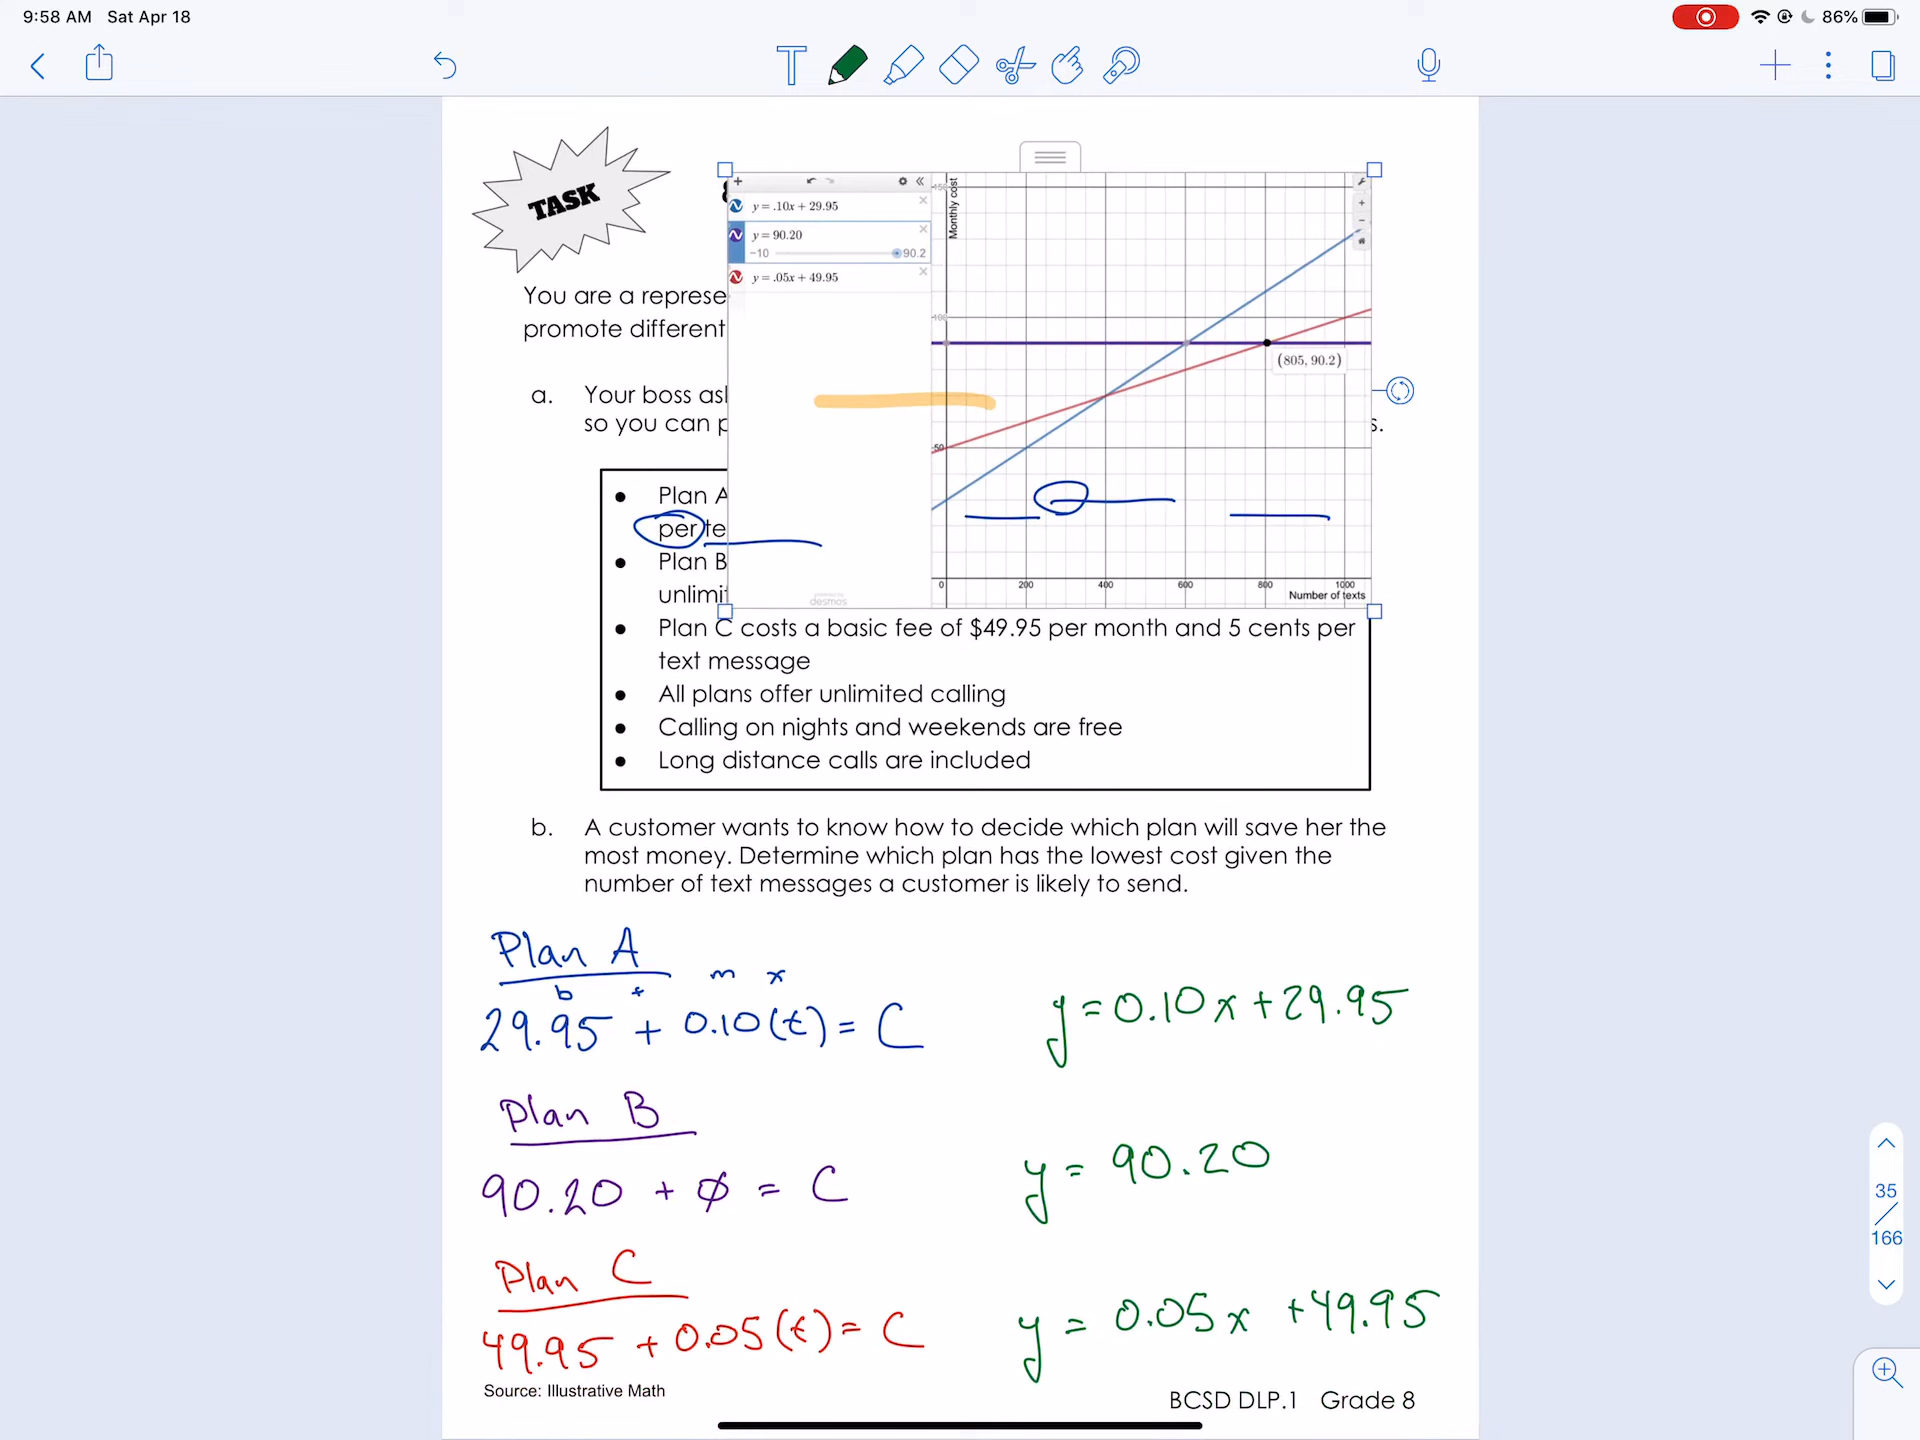 9:58 AM Sat Apr 18
86%
TASK
y = .10x + 29.95
y = 90.20
-10
90.2
y = .05x + 49.95
powered by
desmos
Monthly cost
150
100
50
(805, 90.2)
0 200 400 600 800 1000
Number of texts
You are a represe
promote different
a. Your boss as
so you can p s.
• Plan A
per te
• Plan B
unlimi
• Plan C costs a basic fee of $49.95 per month and 5 cents per
text message
• All plans offer unlimited calling
• Calling on nights and weekends are free
• Long distance calls are included
b. A customer wants to know how to decide which plan will save her the
most money. Determine which plan has the lowest cost given the
number of text messages a customer is likely to send.
Plan A
b + m x
29.95 + 0.10(t) = C y = 0.10x + 29.95
Plan B
90.20 + ∅ = C y = 90.20
Plan C
49.95 + 0.05(t) = C y = 0.05x + 49.95
Source: Illustrative Math
BCSD DLP.1 Grade 8
35
/
166